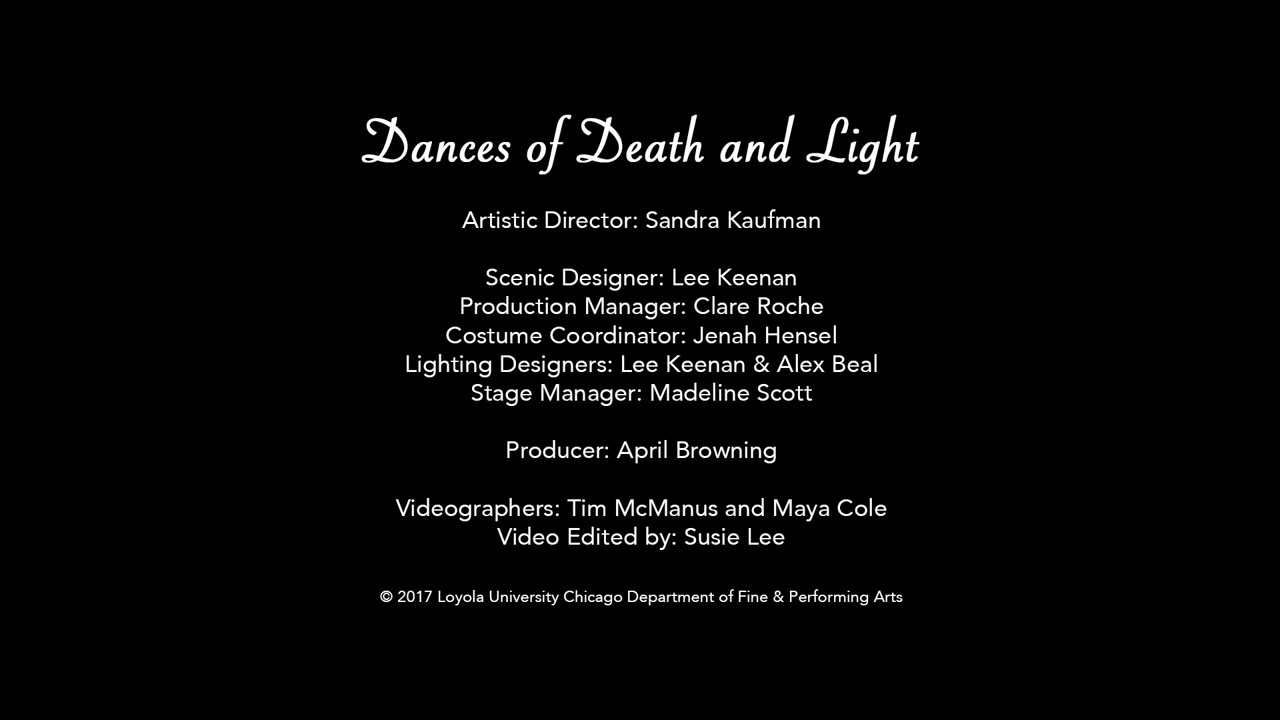 Dances of Death and Light
Artistic Director: Sandra Kaufman
Scenic Designer: Lee Keenan
Production Manager: Clare Roche
Costume Coordinator: Jenah Hensel
Lighting Designers: Lee Keenan & Alex Beal
Stage Manager: Madeline Scott
Producer: April Browning
Videographers: Tim McManus and Maya Cole
Video Edited by: Susie Lee
© 2017 Loyola University Chicago Department of Fine & Performing Arts